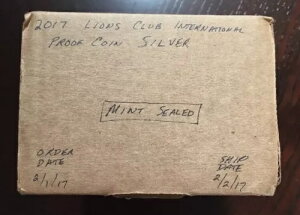 2017 LIONS CLUB INTERNATIONAL
PROOF COIN SILVER
MINT SEALED
ORDER
DATE
2/1/17
SHIP
DATE
2/2/17